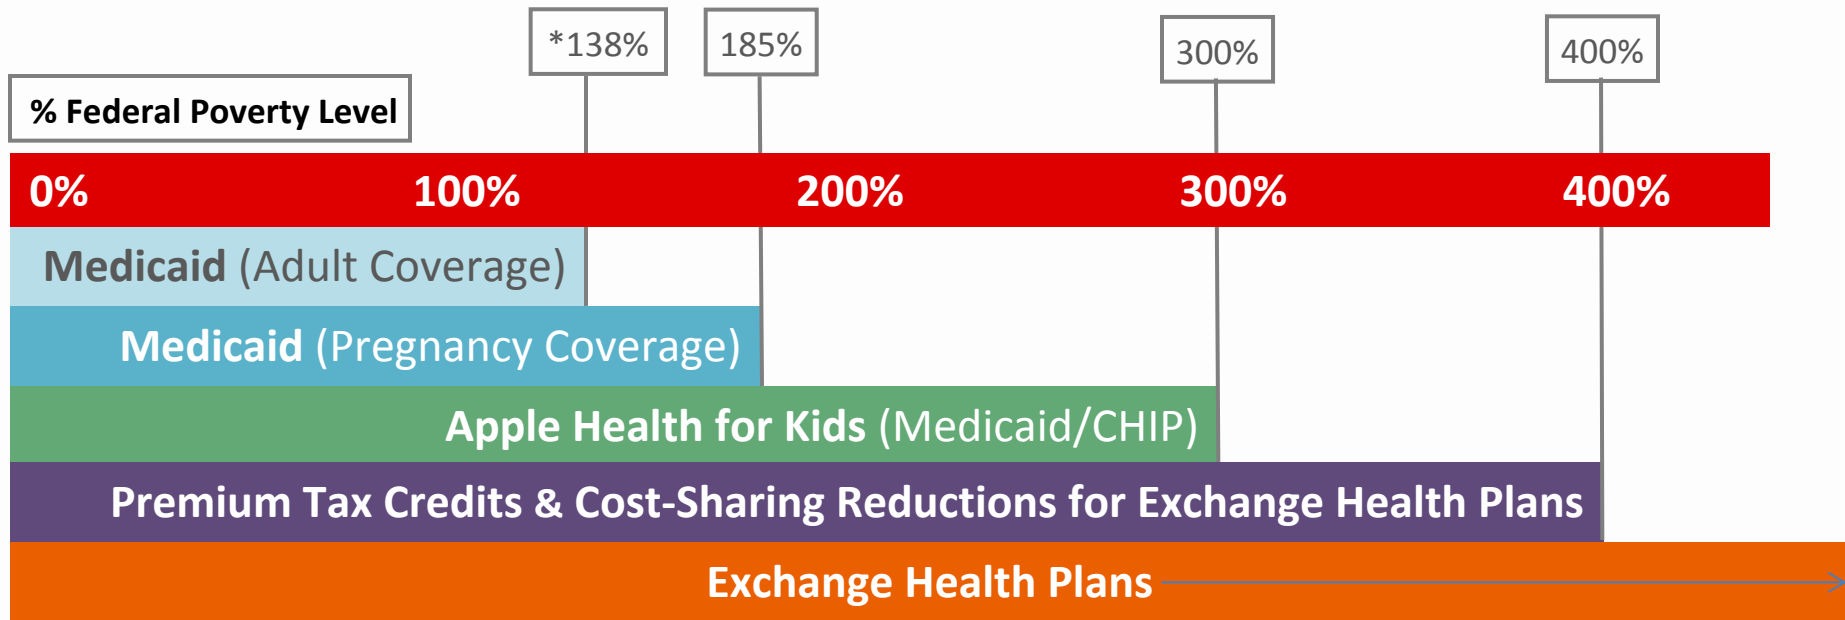 *138%
185%
300%
400%
% Federal Poverty Level
0% 100% 200% 300% 400%
Medicaid (Adult Coverage)
Medicaid (Pregnancy Coverage)
Apple Health for Kids (Medicaid/CHIP)
Premium Tax Credits & Cost-Sharing Reductions for Exchange Health Plans
Exchange Health Plans